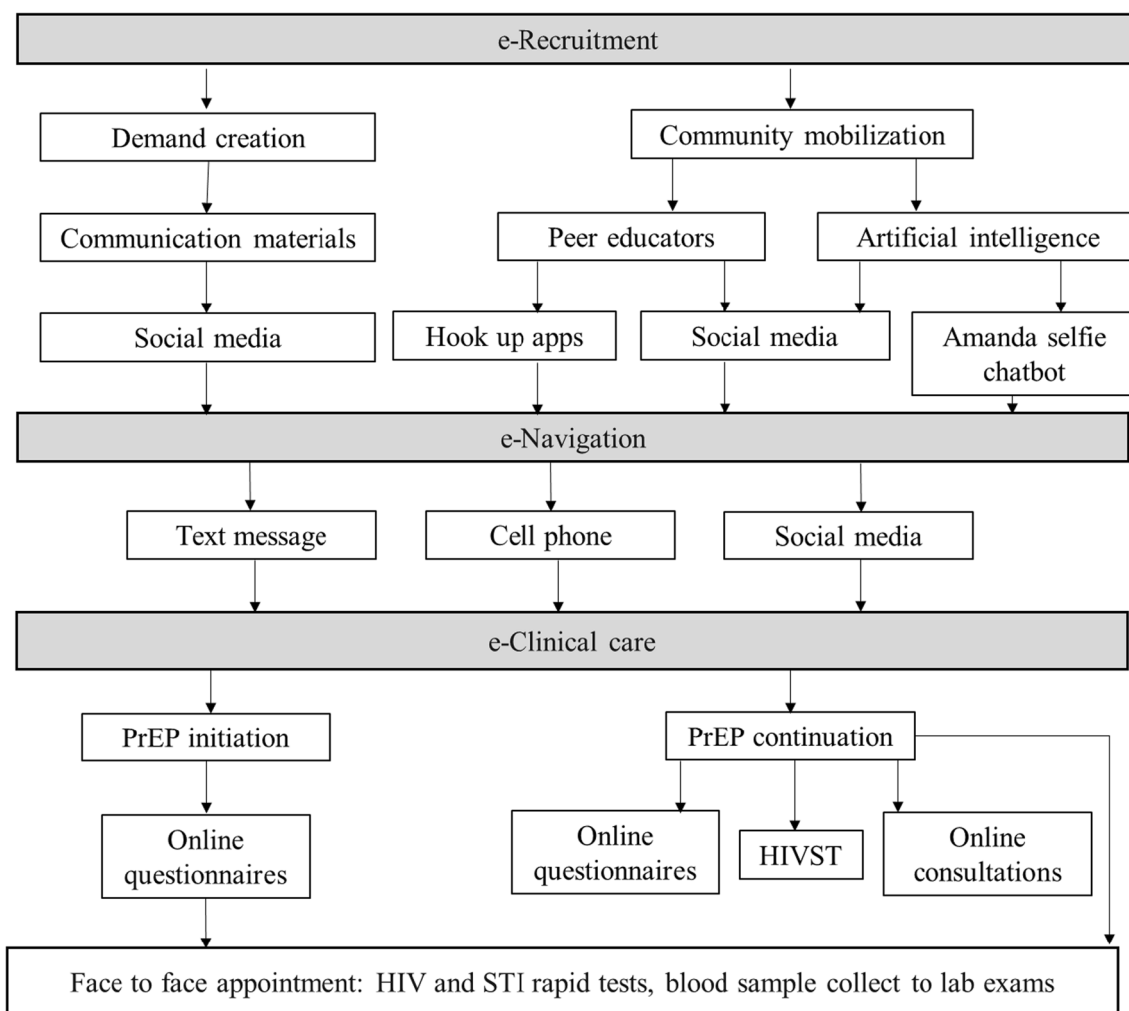 e-Recruitment
Demand creation
Community mobilization
Communication materials
Peer educators
Artificial intelligence
Social media
Hook up apps
Social media
Amanda selfie
chatbot
e-Navigation
Text message
Cell phone
Social media
e-Clinical care
PrEP initiation
PrEP continuation
Online
questionnaires
Online
questionnaires
HIVST
Online
consultations
Face to face appointment: HIV and STI rapid tests, blood sample collect to lab exams